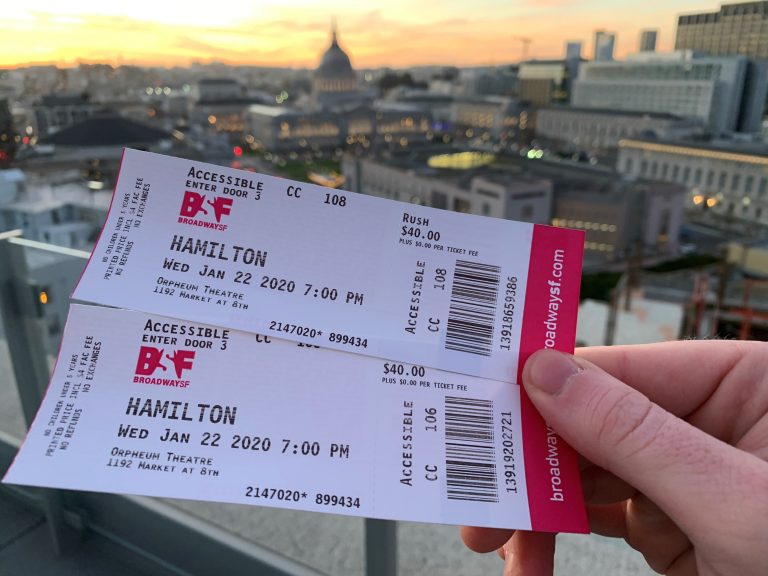 ACCESSIBLE CC 108
ENTER DOOR 3
BROADWAYSF
HAMILTON
WED JAN 22 2020 7:00 PM
ORPHEUM THEATRE
1192 MARKET AT 8TH
2147020* 899434
NO CHILDREN UNDER 5 YEARS
PRINTED PRICE INCL $4 FAC FEE
NO REFUNDS NO EXCHANGES
RUSH
$40.00
PLUS $0.00 PER TICKET FEE
ACCESSIBLE
CC 108
13918659386
broadwaysf.com
ACCESSIBLE CC
ENTER DOOR 3
BROADWAYSF
HAMILTON
WED JAN 22 2020 7:00 PM
ORPHEUM THEATRE
1192 MARKET AT 8TH
2147020* 899434
NO CHILDREN UNDER 5 YEARS
PRINTED PRICE INCL $4 FAC FEE
NO REFUNDS NO EXCHANGES
$40.00
PLUS $0.00 PER TICKET FEE
ACCESSIBLE
CC 106
13919202721
broadway